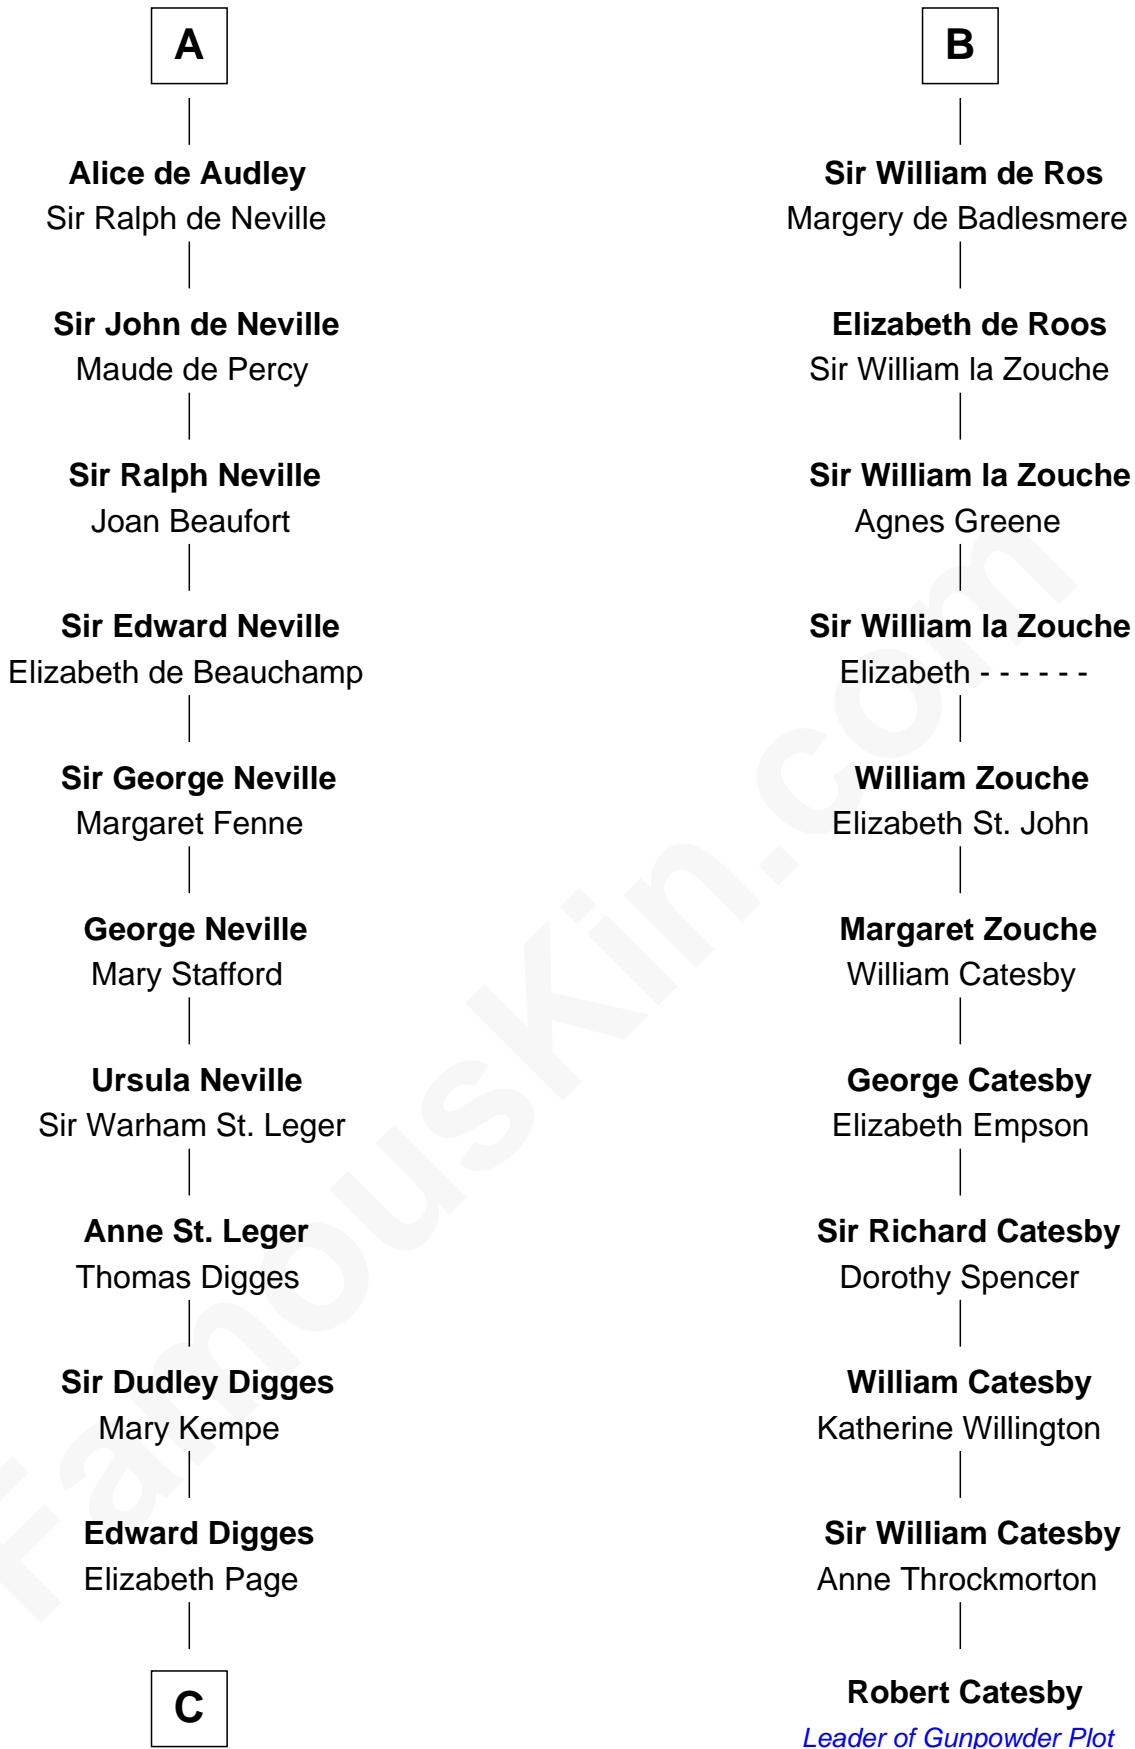 A
Alice de Audley
Sir Ralph de Neville
Sir John de Neville
Maude de Percy
Sir Ralph Neville
Joan Beaufort
Sir Edward Neville
Elizabeth de Beauchamp
Sir George Neville
Margaret Fenne
George Neville
Mary Stafford
Ursula Neville
Sir Warham St. Leger
Anne St. Leger
Thomas Digges
Sir Dudley Digges
Mary Kempe
Edward Digges
Elizabeth Page
C
B
Sir William de Ros
Margery de Badlesmere
Elizabeth de Roos
Sir William la Zouche
Sir William la Zouche
Agnes Greene
Sir William la Zouche
Elizabeth - - - - - -
William Zouche
Elizabeth St. John
Margaret Zouche
William Catesby
George Catesby
Elizabeth Empson
Sir Richard Catesby
Dorothy Spencer
William Catesby
Katherine Willington
Sir William Catesby
Anne Throckmorton
Robert Catesby
Leader of Gunpowder Plot
FamousKin.com